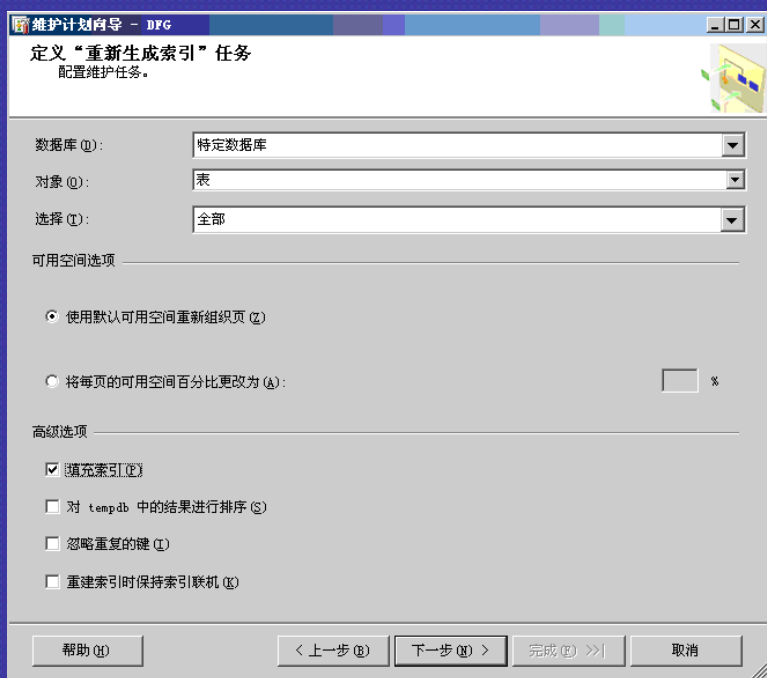 维护计划向导 - DFG
定义“重新生成索引”任务
配置维护任务。
数据库(D):
特定数据库
对象(O):
表
选择(T):
全部
可用空间选项
使用默认可用空间重新组织页(Z)
将每页的可用空间百分比更改为(A):
%
高级选项
填充索引(P)
对 tempdb 中的结果进行排序(S)
忽略重复的键(I)
重建索引时保持索引联机(K)
帮助(H)
< 上一步(B)
下一步(N) >
完成(F) >>|
取消